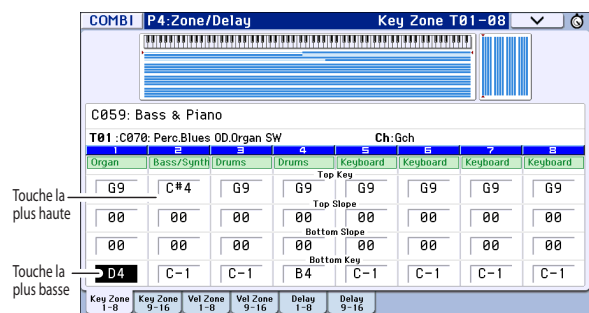 COMBI P4:Zone/Delay Key Zone T01-08
C059: Bass & Piano
T01 :C070: Perc.Blues OD.Organ SW Ch:Gch
1 2 3 4 5 6 7 8
Organ Bass/Synth Drums Drums Keyboard Keyboard Keyboard Keyboard
Top Key
Touche la plus haute
G9 C#4 G9 G9 G9 G9 G9 G9
Top Slope
00 00 00 00 00 00 00 00
Bottom Slope
00 00 00 00 00 00 00 00
Bottom Key
Touche la plus basse
D4 C-1 C-1 B4 C-1 C-1 C-1 C-1
Key Zone 1-8 Key Zone 9-16 Vel Zone 1-8 Vel Zone 9-16 Delay 1-8 Delay 9-16